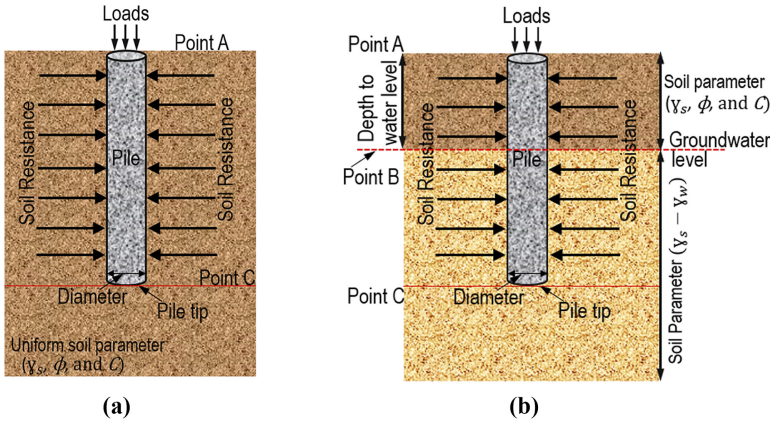 Loads
Point A
Soil Resistance
Pile
Soil Resistance
Point C
Diameter
Pile tip
Uniform soil parameter
(γs, ϕ, and C)
(a)
Loads
Point A
Depth to
water level
Soil parameter
(γs, ϕ, and C)
Groundwater
level
Point B
Soil Resistance
Pile
Soil Resistance
Soil Parameter (γs − γw)
Point C
Diameter
Pile tip
(b)